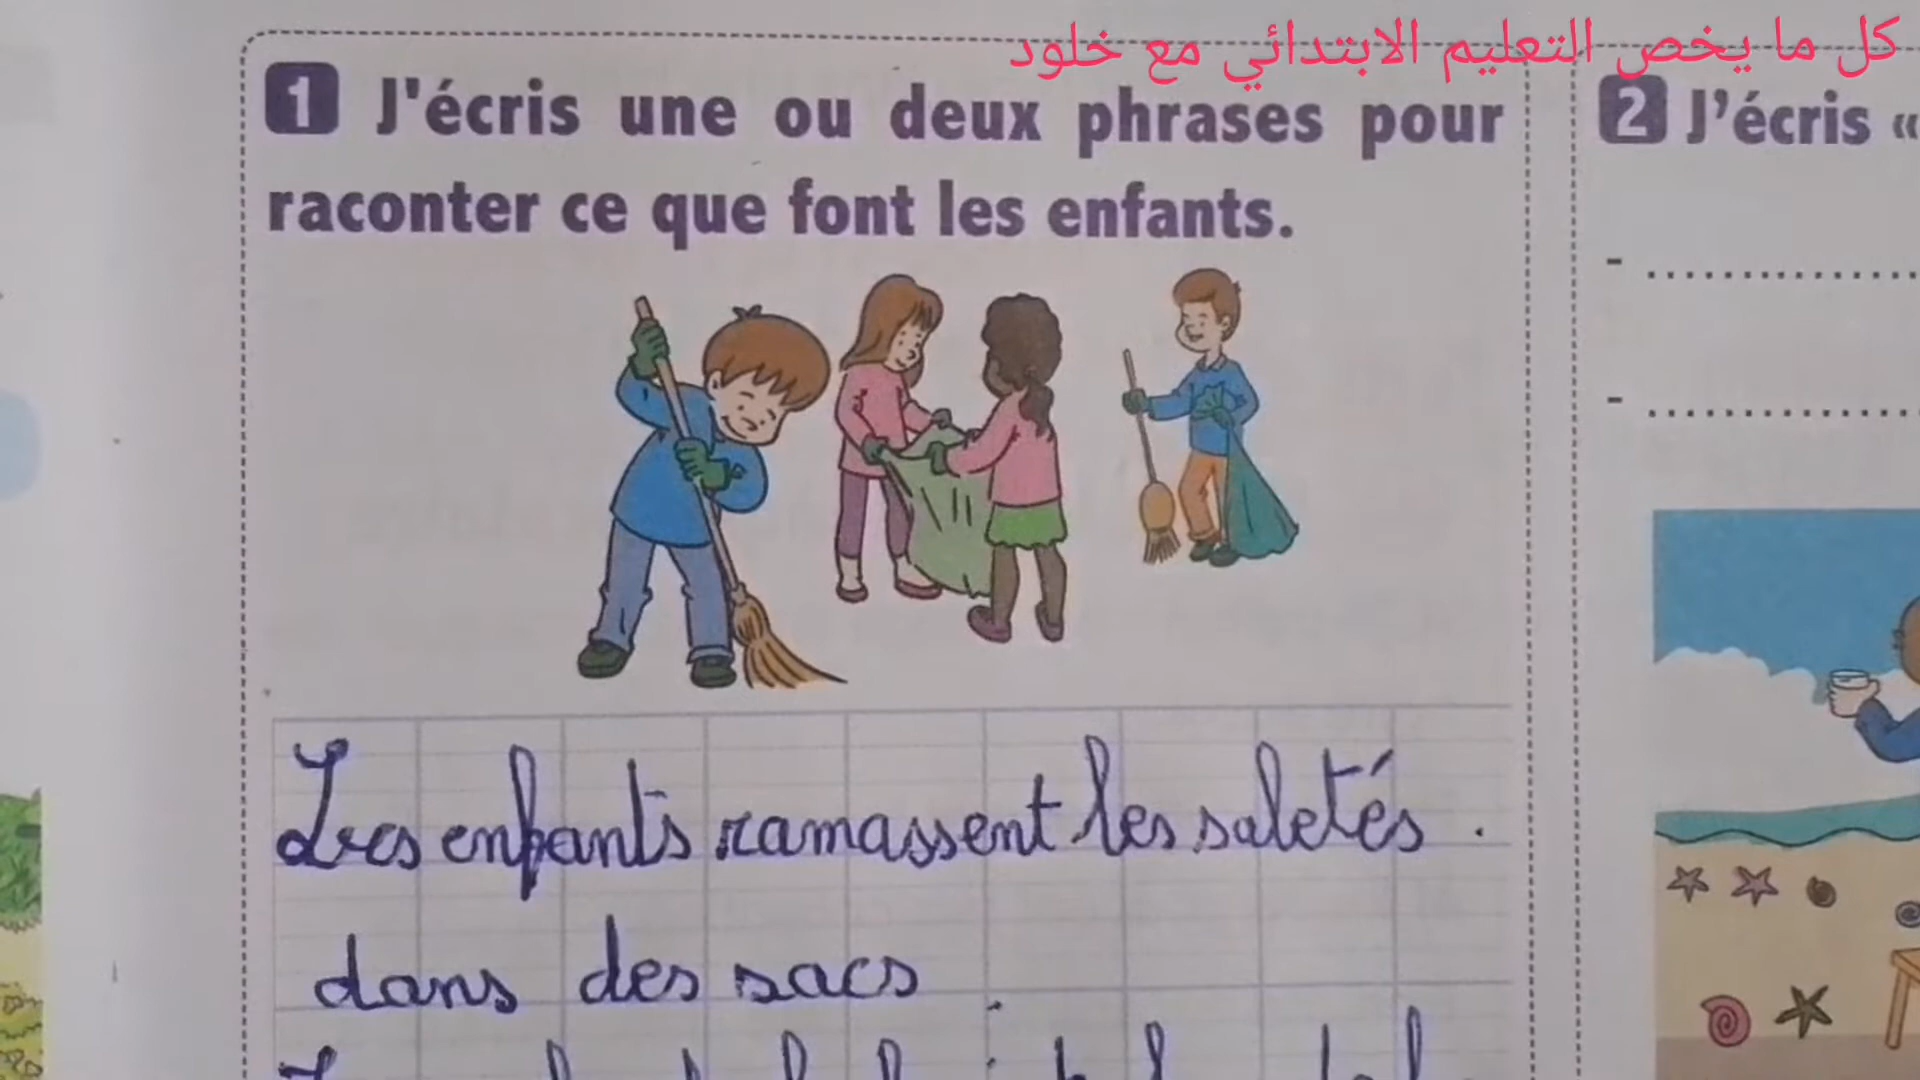 كل ما يخص التعليم الابتدائي مع خلود
1 J'écris une ou deux phrases pour
raconter ce que font les enfants.
Les enfants ramassent les saletés .
dans des sacs
2 J'écris «
- ..................
- ..................